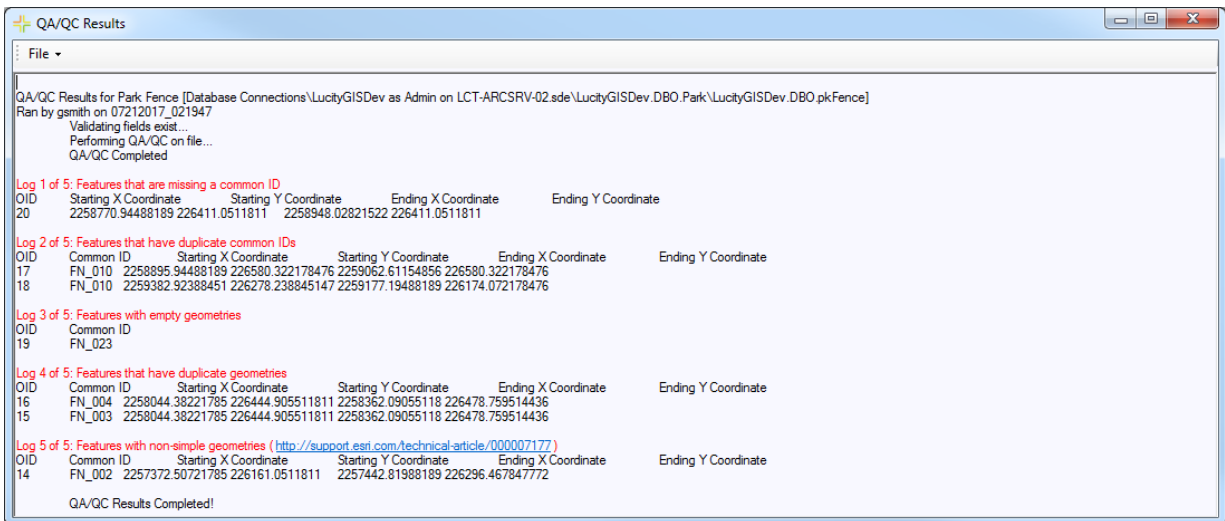 QA/QC Results
File
QA/QC Results for Park Fence [Database Connections\LucityGISDev as Admin on LCT-ARCSRV-02.sde\LucityGISDev.DBO.Park\LucityGISDev.DBO.pkFence]
Ran by gsmith on 07212017_021947
Validating fields exist...
Performing QA/QC on file...
QA/QC Completed
Log 1 of 5: Features that are missing a common ID
OID Starting X Coordinate Starting Y Coordinate Ending X Coordinate Ending Y Coordinate
20 2258770.94488189 226411.0511811 2258948.02821522 226411.0511811
Log 2 of 5: Features that have duplicate common IDs
OID Common ID Starting X Coordinate Starting Y Coordinate Ending X Coordinate Ending Y Coordinate
17 FN_010 2258895.94488189 226580.322178476 2259062.61154856 226580.322178476
18 FN_010 2259382.92388451 226278.238845147 2259177.19488189 226174.072178476
Log 3 of 5: Features with empty geometries
OID Common ID
19 FN_023
Log 4 of 5: Features that have duplicate geometries
OID Common ID Starting X Coordinate Starting Y Coordinate Ending X Coordinate Ending Y Coordinate
16 FN_004 2258044.38221785 226444.905511811 2258362.09055118 226478.759514436
15 FN_003 2258044.38221785 226444.905511811 2258362.09055118 226478.759514436
Log 5 of 5: Features with non-simple geometries ( http://support.esri.com/technical-article/000007177 )
OID Common ID Starting X Coordinate Starting Y Coordinate Ending X Coordinate Ending Y Coordinate
14 FN_002 2257372.50721785 226161.0511811 2257442.81988189 226296.467847772
QA/QC Results Completed!